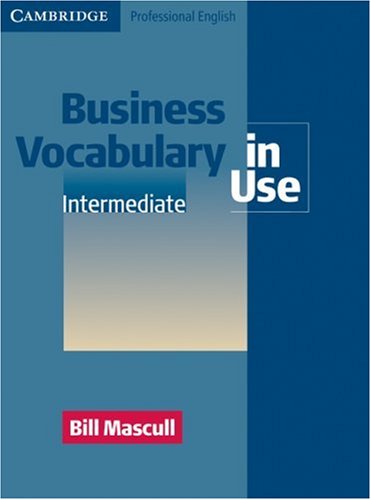 CAMBRIDGE Professional English
Business
Vocabulary in
Use
Intermediate
Bill Mascull